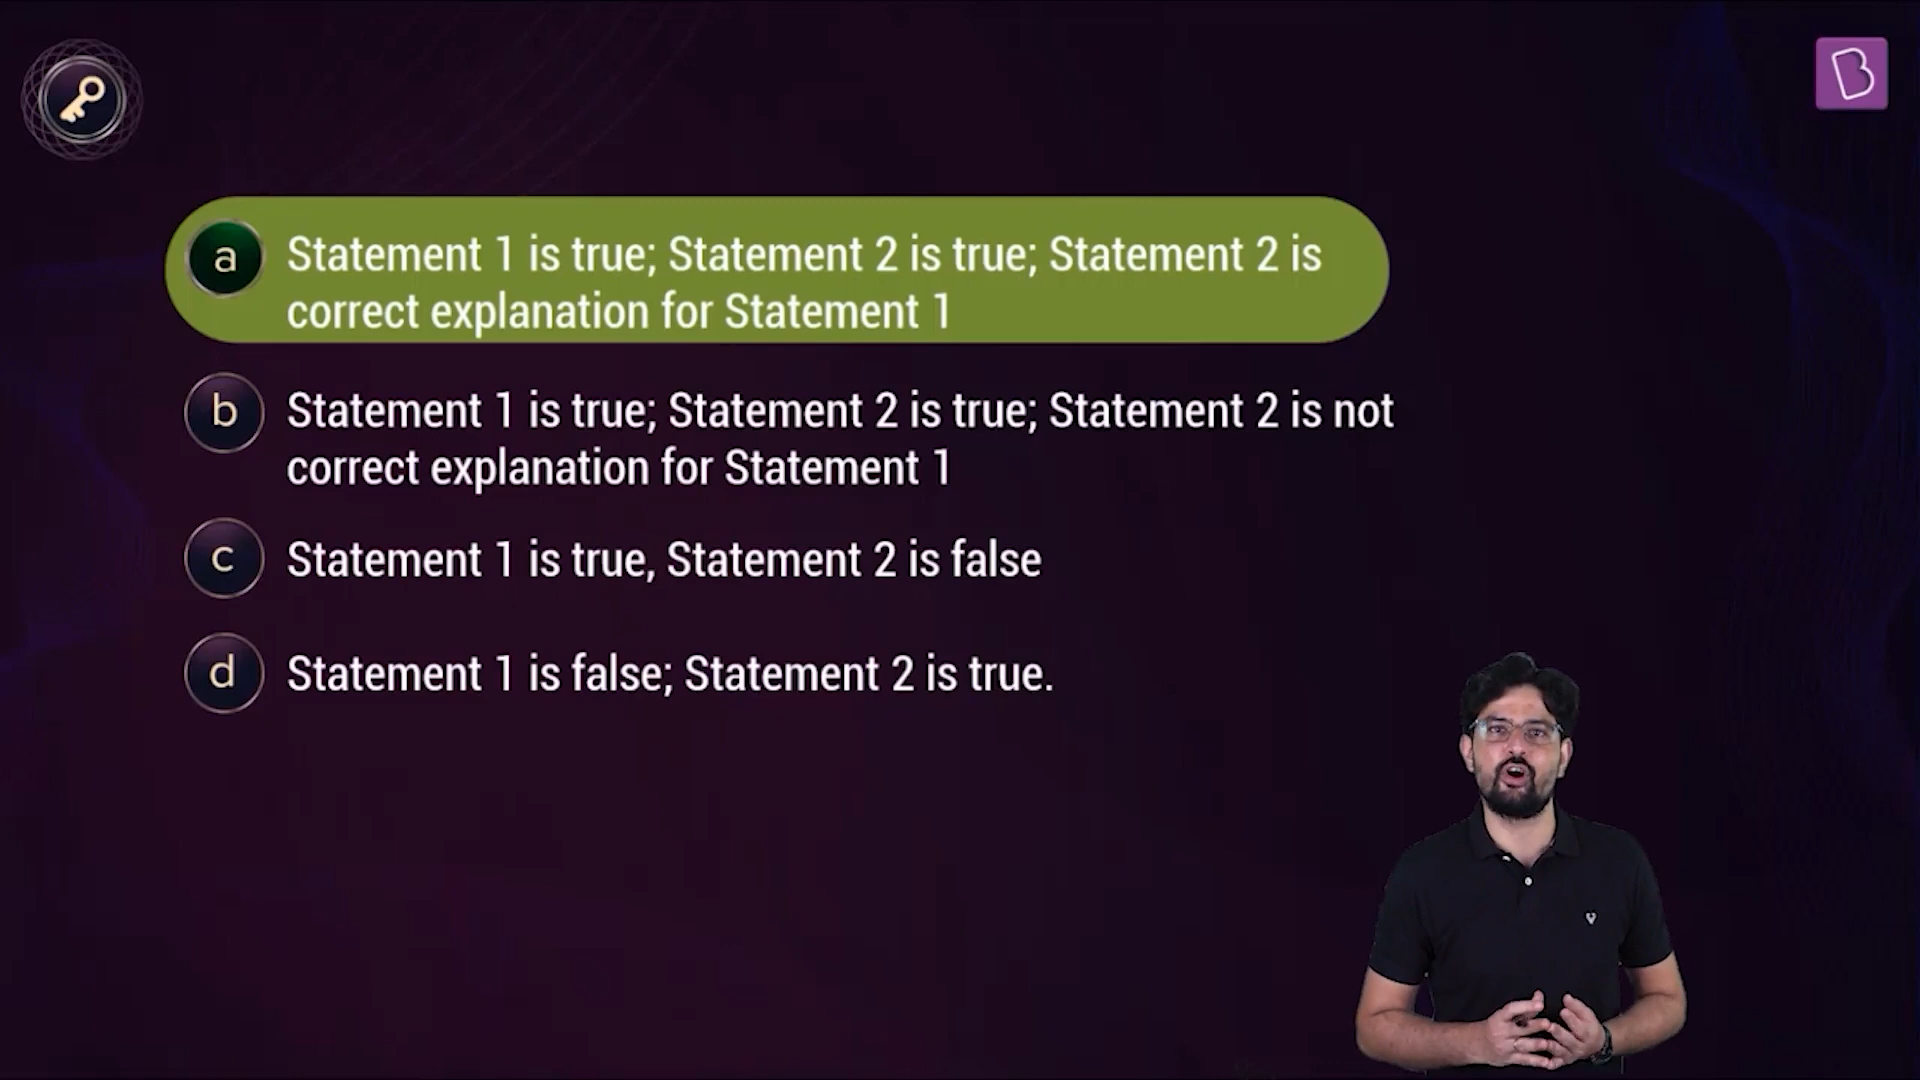 B
a Statement 1 is true; Statement 2 is true; Statement 2 is
correct explanation for Statement 1
b Statement 1 is true; Statement 2 is true; Statement 2 is not
correct explanation for Statement 1
c Statement 1 is true, Statement 2 is false
d Statement 1 is false; Statement 2 is true.